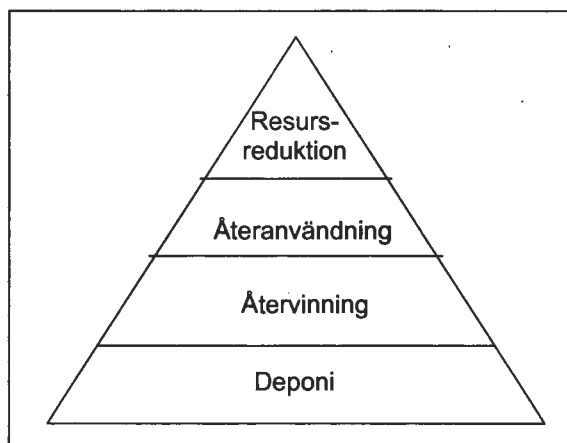 Resurs-
reduktion
Återanvändning
Återvinning
Deponi